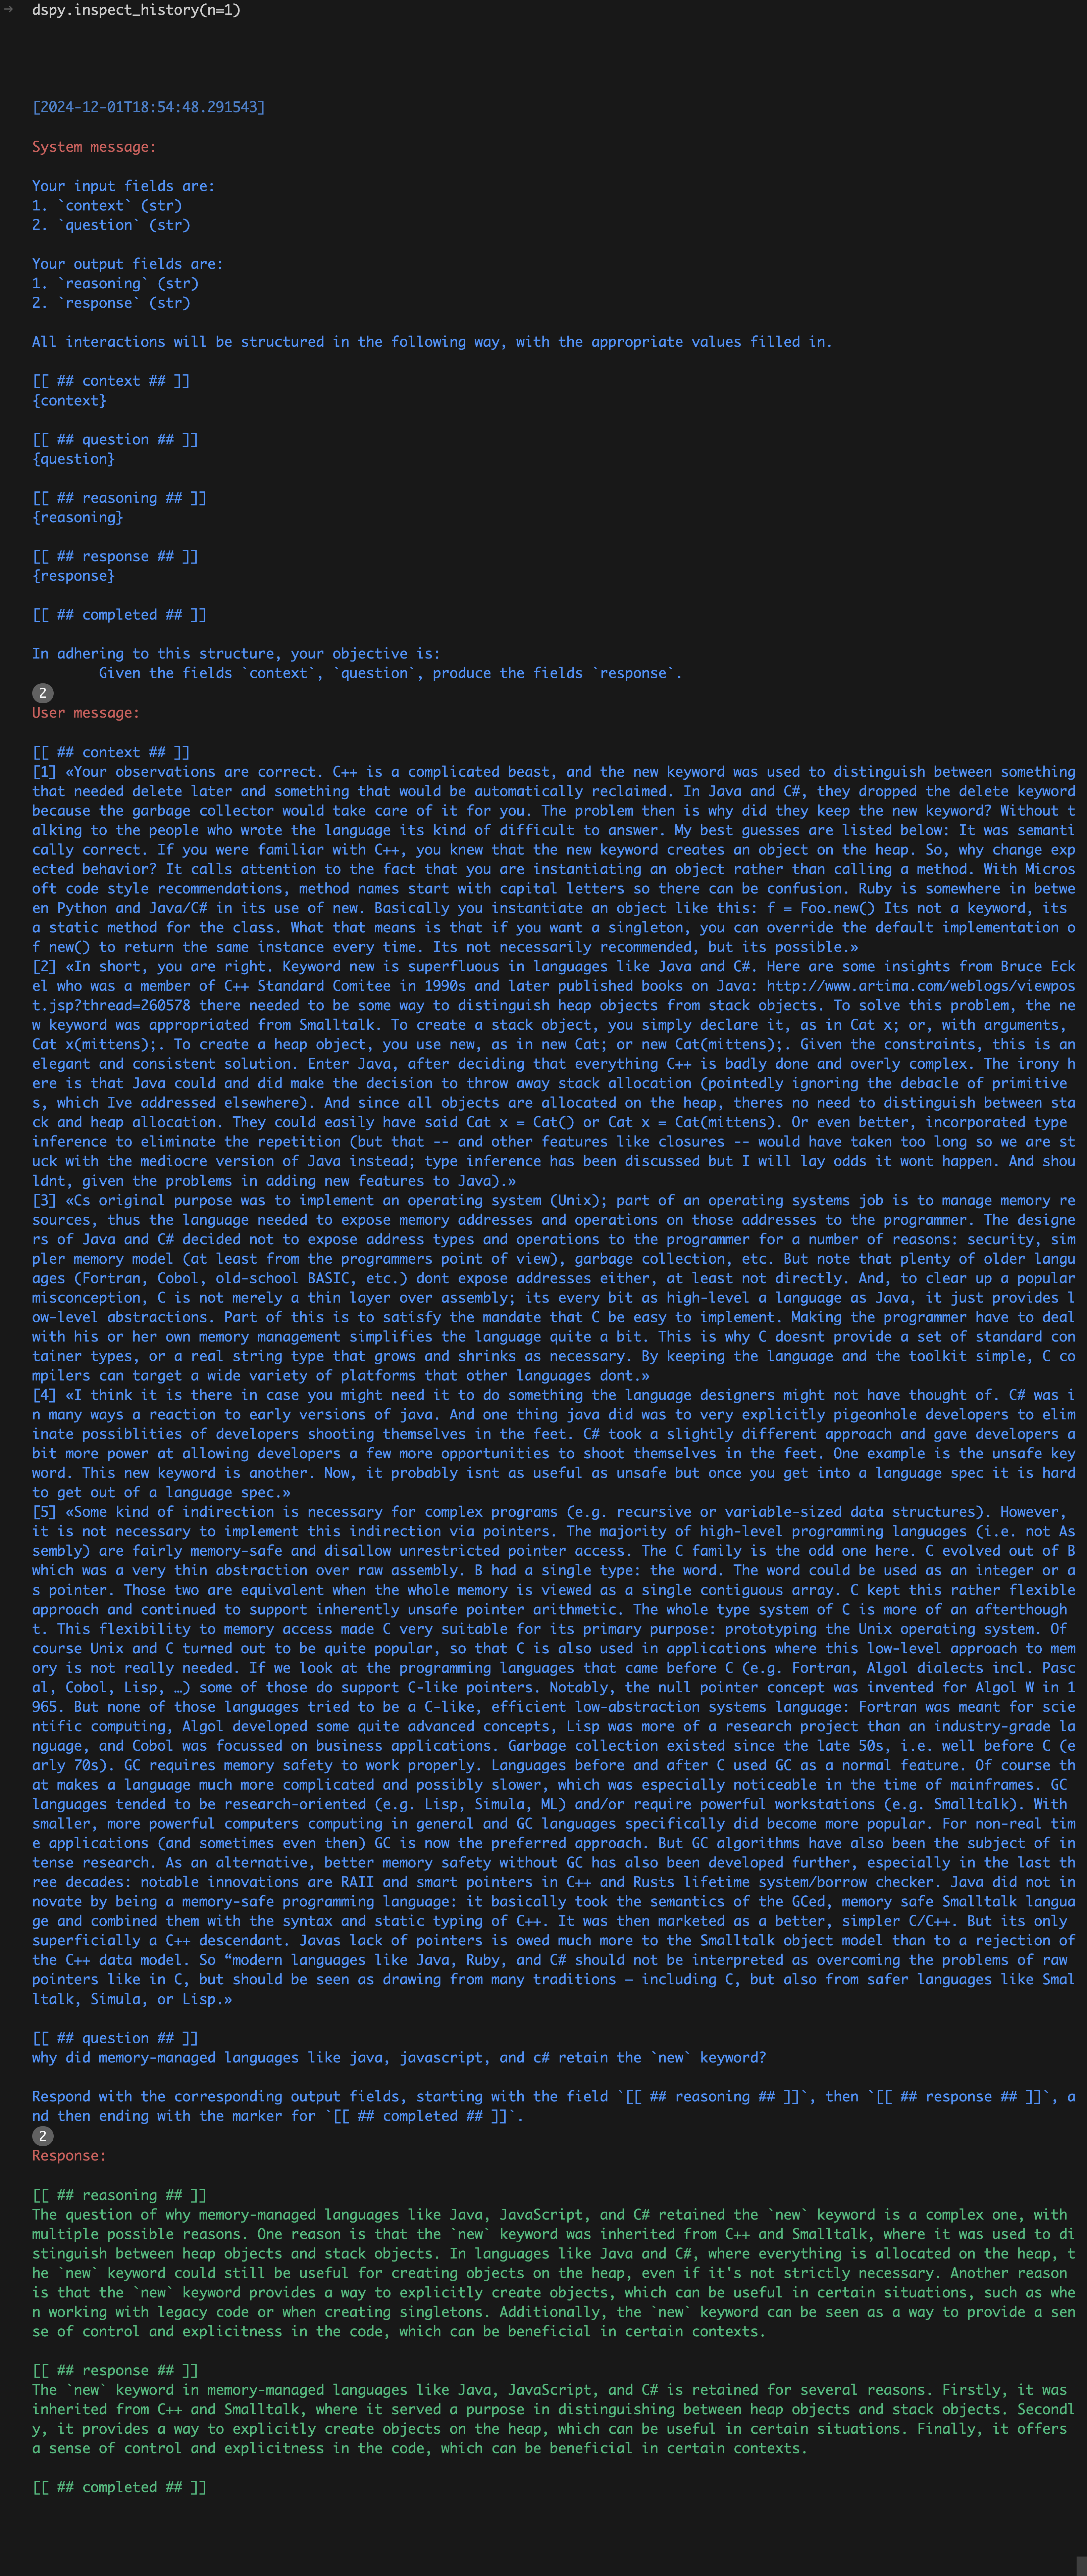 → dspy.inspect_history(n=1)
[2024-12-01T18:54:48.291543]
System message:
Your input fields are:
1. `context` (str)
2. `question` (str)
Your output fields are:
1. `reasoning` (str)
2. `response` (str)
All interactions will be structured in the following way, with the appropriate values filled in.
[[ ## context ## ]]
{context}
[[ ## question ## ]]
{question}
[[ ## reasoning ## ]]
{reasoning}
[[ ## response ## ]]
{response}
[[ ## completed ## ]]
In adhering to this structure, your objective is:
Given the fields `context`, `question`, produce the fields `response`.
2
User message:
[[ ## context ## ]]
[1] «Your observations are correct. C++ is a complicated beast, and the new keyword was used to distinguish between something
that needed delete later and something that would be automatically reclaimed. In Java and C#, they dropped the delete keyword
because the garbage collector would take care of it for you. The problem then is why did they keep the new keyword? Without t
alking to the people who wrote the language its kind of difficult to answer. My best guesses are listed below: It was semanti
cally correct. If you were familiar with C++, you knew that the new keyword creates an object on the heap. So, why change exp
ected behavior? It calls attention to the fact that you are instantiating an object rather than calling a method. With Micros
oft code style recommendations, method names start with capital letters so there can be confusion. Ruby is somewhere in betwe
en Python and Java/C# in its use of new. Basically you instantiate an object like this: f = Foo.new() Its not a keyword, its
a static method for the class. What that means is that if you want a singleton, you can override the default implementation o
f new() to return the same instance every time. Its not necessarily recommended, but its possible.»
[2] «In short, you are right. Keyword new is superfluous in languages like Java and C#. Here are some insights from Bruce Eck
el who was a member of C++ Standard Comitee in 1990s and later published books on Java: http://www.artima.com/weblogs/viewpos
t.jsp?thread=260578 there needed to be some way to distinguish heap objects from stack objects. To solve this problem, the ne
w keyword was appropriated from Smalltalk. To create a stack object, you simply declare it, as in Cat x; or, with arguments,
Cat x(mittens);. To create a heap object, you use new, as in new Cat; or new Cat(mittens);. Given the constraints, this is an
elegant and consistent solution. Enter Java, after deciding that everything C++ is badly done and overly complex. The irony h
ere is that Java could and did make the decision to throw away stack allocation (pointedly ignoring the debacle of primitive
s, which Ive addressed elsewhere). And since all objects are allocated on the heap, theres no need to distinguish between sta
ck and heap allocation. They could easily have said Cat x = Cat() or Cat x = Cat(mittens). Or even better, incorporated type
inference to eliminate the repetition (but that -- and other features like closures -- would have taken too long so we are st
uck with the mediocre version of Java instead; type inference has been discussed but I will lay odds it wont happen. And shou
ldnt, given the problems in adding new features to Java).»
[3] «Cs original purpose was to implement an operating system (Unix); part of an operating systems job is to manage memory re
sources, thus the language needed to expose memory addresses and operations on those addresses to the programmer. The designe
rs of Java and C# decided not to expose address types and operations to the programmer for a number of reasons: security, sim
pler memory model (at least from the programmers point of view), garbage collection, etc. But note that plenty of older langu
ages (Fortran, Cobol, old-school BASIC, etc.) dont expose addresses either, at least not directly. And, to clear up a popular
misconception, C is not merely a thin layer over assembly; its every bit as high-level a language as Java, it just provides l
ow-level abstractions. Part of this is to satisfy the mandate that C be easy to implement. Making the programmer have to deal
with his or her own memory management simplifies the language quite a bit. This is why C doesnt provide a set of standard con
tainer types, or a real string type that grows and shrinks as necessary. By keeping the language and the toolkit simple, C co
mpilers can target a wide variety of platforms that other languages dont.»
[4] «I think it is there in case you might need it to do something the language designers might not have thought of. C# was i
n many ways a reaction to early versions of java. And one thing java did was to very explicitly pigeonhole developers to elim
inate possiblities of developers shooting themselves in the feet. C# took a slightly different approach and gave developers a
bit more power at allowing developers a few more opportunities to shoot themselves in the feet. One example is the unsafe key
word. This new keyword is another. Now, it probably isnt as useful as unsafe but once you get into a language spec it is hard
to get out of a language spec.»
[5] «Some kind of indirection is necessary for complex programs (e.g. recursive or variable-sized data structures). However,
it is not necessary to implement this indirection via pointers. The majority of high-level programming languages (i.e. not As
sembly) are fairly memory-safe and disallow unrestricted pointer access. The C family is the odd one here. C evolved out of B
which was a very thin abstraction over raw assembly. B had a single type: the word. The word could be used as an integer or a
s pointer. Those two are equivalent when the whole memory is viewed as a single contiguous array. C kept this rather flexible
approach and continued to support inherently unsafe pointer arithmetic. The whole type system of C is more of an afterthough
t. This flexibility to memory access made C very suitable for its primary purpose: prototyping the Unix operating system. Of
course Unix and C turned out to be quite popular, so that C is also used in applications where this low-level approach to mem
ory is not really needed. If we look at the programming languages that came before C (e.g. Fortran, Algol dialects incl. Pasc
al, Cobol, Lisp, …) some of those do support C-like pointers. Notably, the null pointer concept was invented for Algol W in 1
965. But none of those languages tried to be a C-like, efficient low-abstraction systems language: Fortran was meant for scie
ntific computing, Algol developed some quite advanced concepts, Lisp was more of a research project than an industry-grade la
nguage, and Cobol was focussed on business applications. Garbage collection existed since the late 50s, i.e. well before C (e
arly 70s). GC requires memory safety to work properly. Languages before and after C used GC as a normal feature. Of course th
at makes a language much more complicated and possibly slower, which was especially noticeable in the time of mainframes. GC
languages tended to be research-oriented (e.g. Lisp, Simula, ML) and/or require powerful workstations (e.g. Smalltalk). With
smaller, more powerful computers computing in general and GC languages specifically did become more popular. For non-real tim
e applications (and sometimes even then) GC is now the preferred approach. But GC algorithms have also been the subject of in
tense research. As an alternative, better memory safety without GC has also been developed further, especially in the last th
ree decades: notable innovations are RAII and smart pointers in C++ and Rusts lifetime system/borrow checker. Java did not in
novate by being a memory-safe programming language: it basically took the semantics of the GCed, memory safe Smalltalk langua
ge and combined them with the syntax and static typing of C++. It was then marketed as a better, simpler C/C++. But its only
superficially a C++ descendant. Javas lack of pointers is owed much more to the Smalltalk object model than to a rejection of
the C++ data model. So “modern languages like Java, Ruby, and C# should not be interpreted as overcoming the problems of raw
pointers like in C, but should be seen as drawing from many traditions – including C, but also from safer languages like Smal
ltalk, Simula, or Lisp.»
[[ ## question ## ]]
why did memory-managed languages like java, javascript, and c# retain the `new` keyword?
Respond with the corresponding output fields, starting with the field `[[ ## reasoning ## ]]`, then `[[ ## response ## ]]`, a
nd then ending with the marker for `[[ ## completed ## ]]`.
2
Response:
[[ ## reasoning ## ]]
The question of why memory-managed languages like Java, JavaScript, and C# retained the `new` keyword is a complex one, with
multiple possible reasons. One reason is that the `new` keyword was inherited from C++ and Smalltalk, where it was used to di
stinguish between heap objects and stack objects. In languages like Java and C#, where everything is allocated on the heap, t
he `new` keyword could still be useful for creating objects on the heap, even if it's not strictly necessary. Another reason
is that the `new` keyword provides a way to explicitly create objects, which can be useful in certain situations, such as whe
n working with legacy code or when creating singletons. Additionally, the `new` keyword can be seen as a way to provide a sen
se of control and explicitness in the code, which can be beneficial in certain contexts.
[[ ## response ## ]]
The `new` keyword in memory-managed languages like Java, JavaScript, and C# is retained for several reasons. Firstly, it was
inherited from C++ and Smalltalk, where it served a purpose in distinguishing between heap objects and stack objects. Secondl
y, it provides a way to explicitly create objects on the heap, which can be useful in certain situations. Finally, it offers
a sense of control and explicitness in the code, which can be beneficial in certain contexts.
[[ ## completed ## ]]